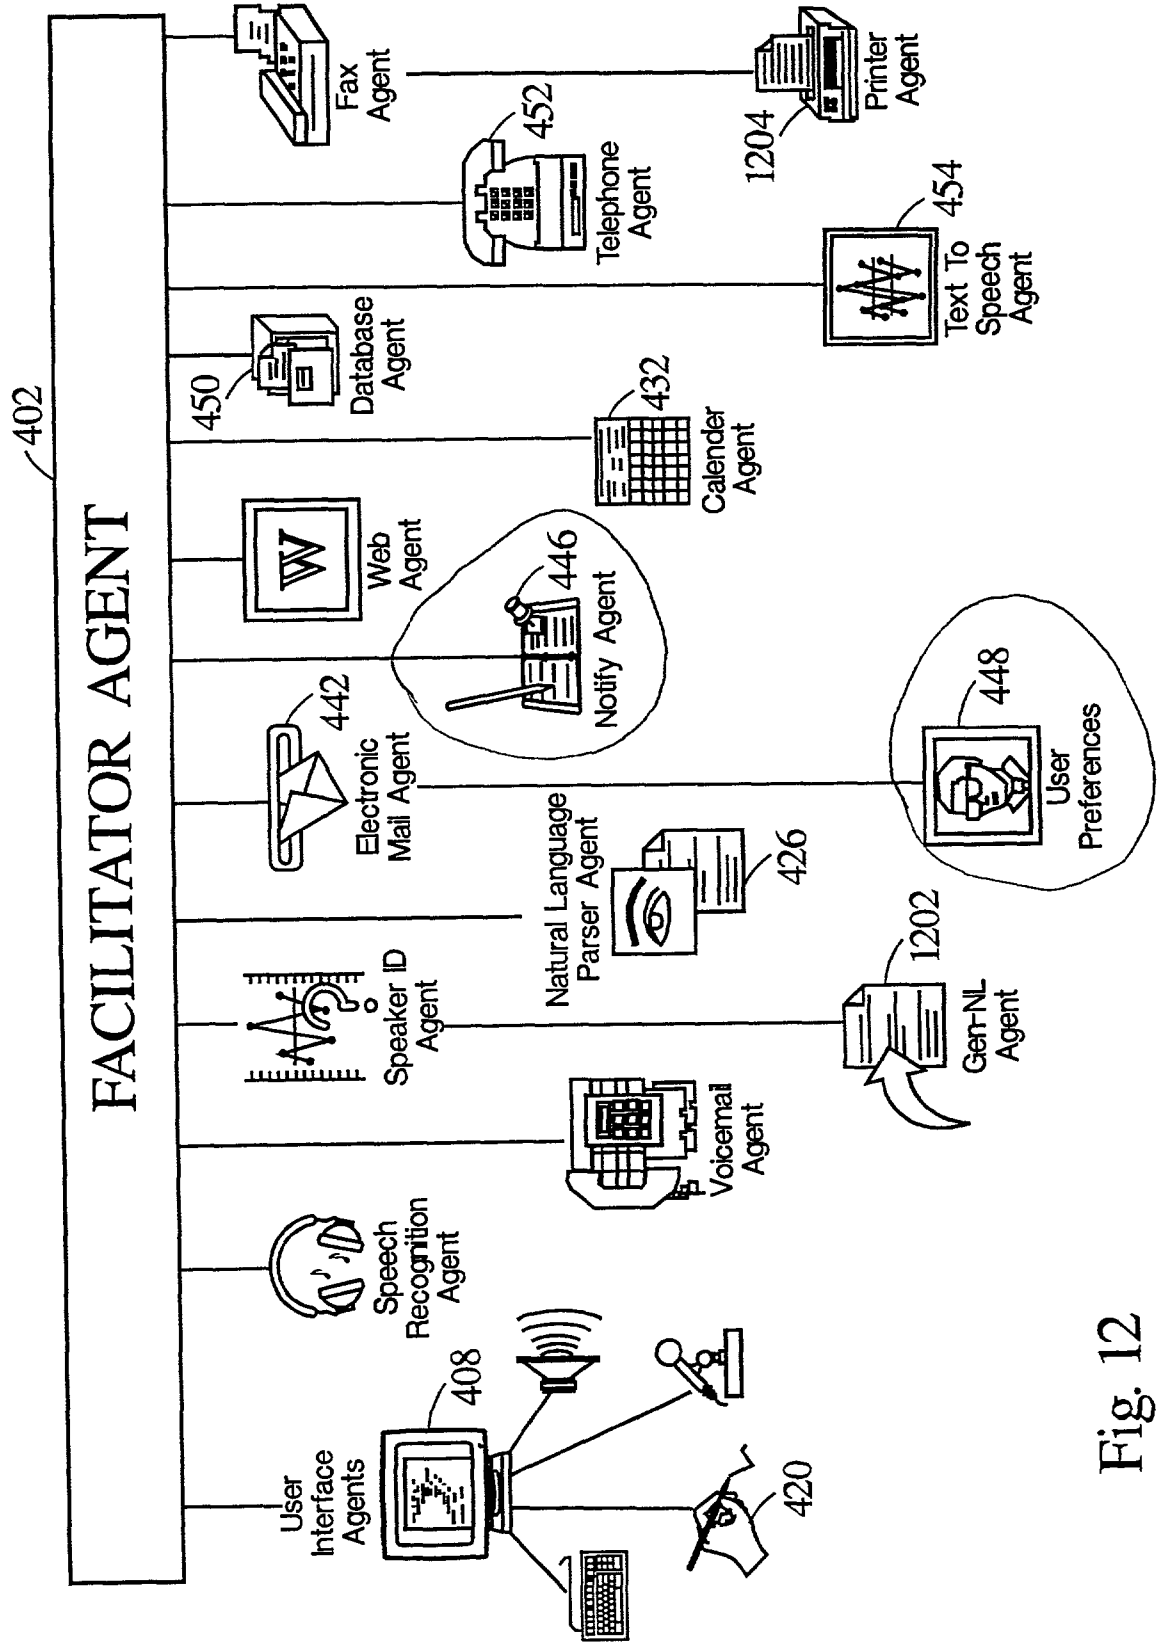 402
FACILITATOR AGENT
User
Interface
Agents
408
420
Speech
Recognition
Agent
Voicemail
Agent
Speaker ID
Agent
1202
Gen-NL
Agent
Natural Language
Parser Agent
426
442
Electronic
Mail Agent
448
User
Preferences
446
Notify Agent
W
Web
Agent
432
Calender
Agent
450
Database
Agent
454
Text To
Speech
Agent
452
Telephone
Agent
Fax
Agent
1204
Printer
Agent
Fig. 12